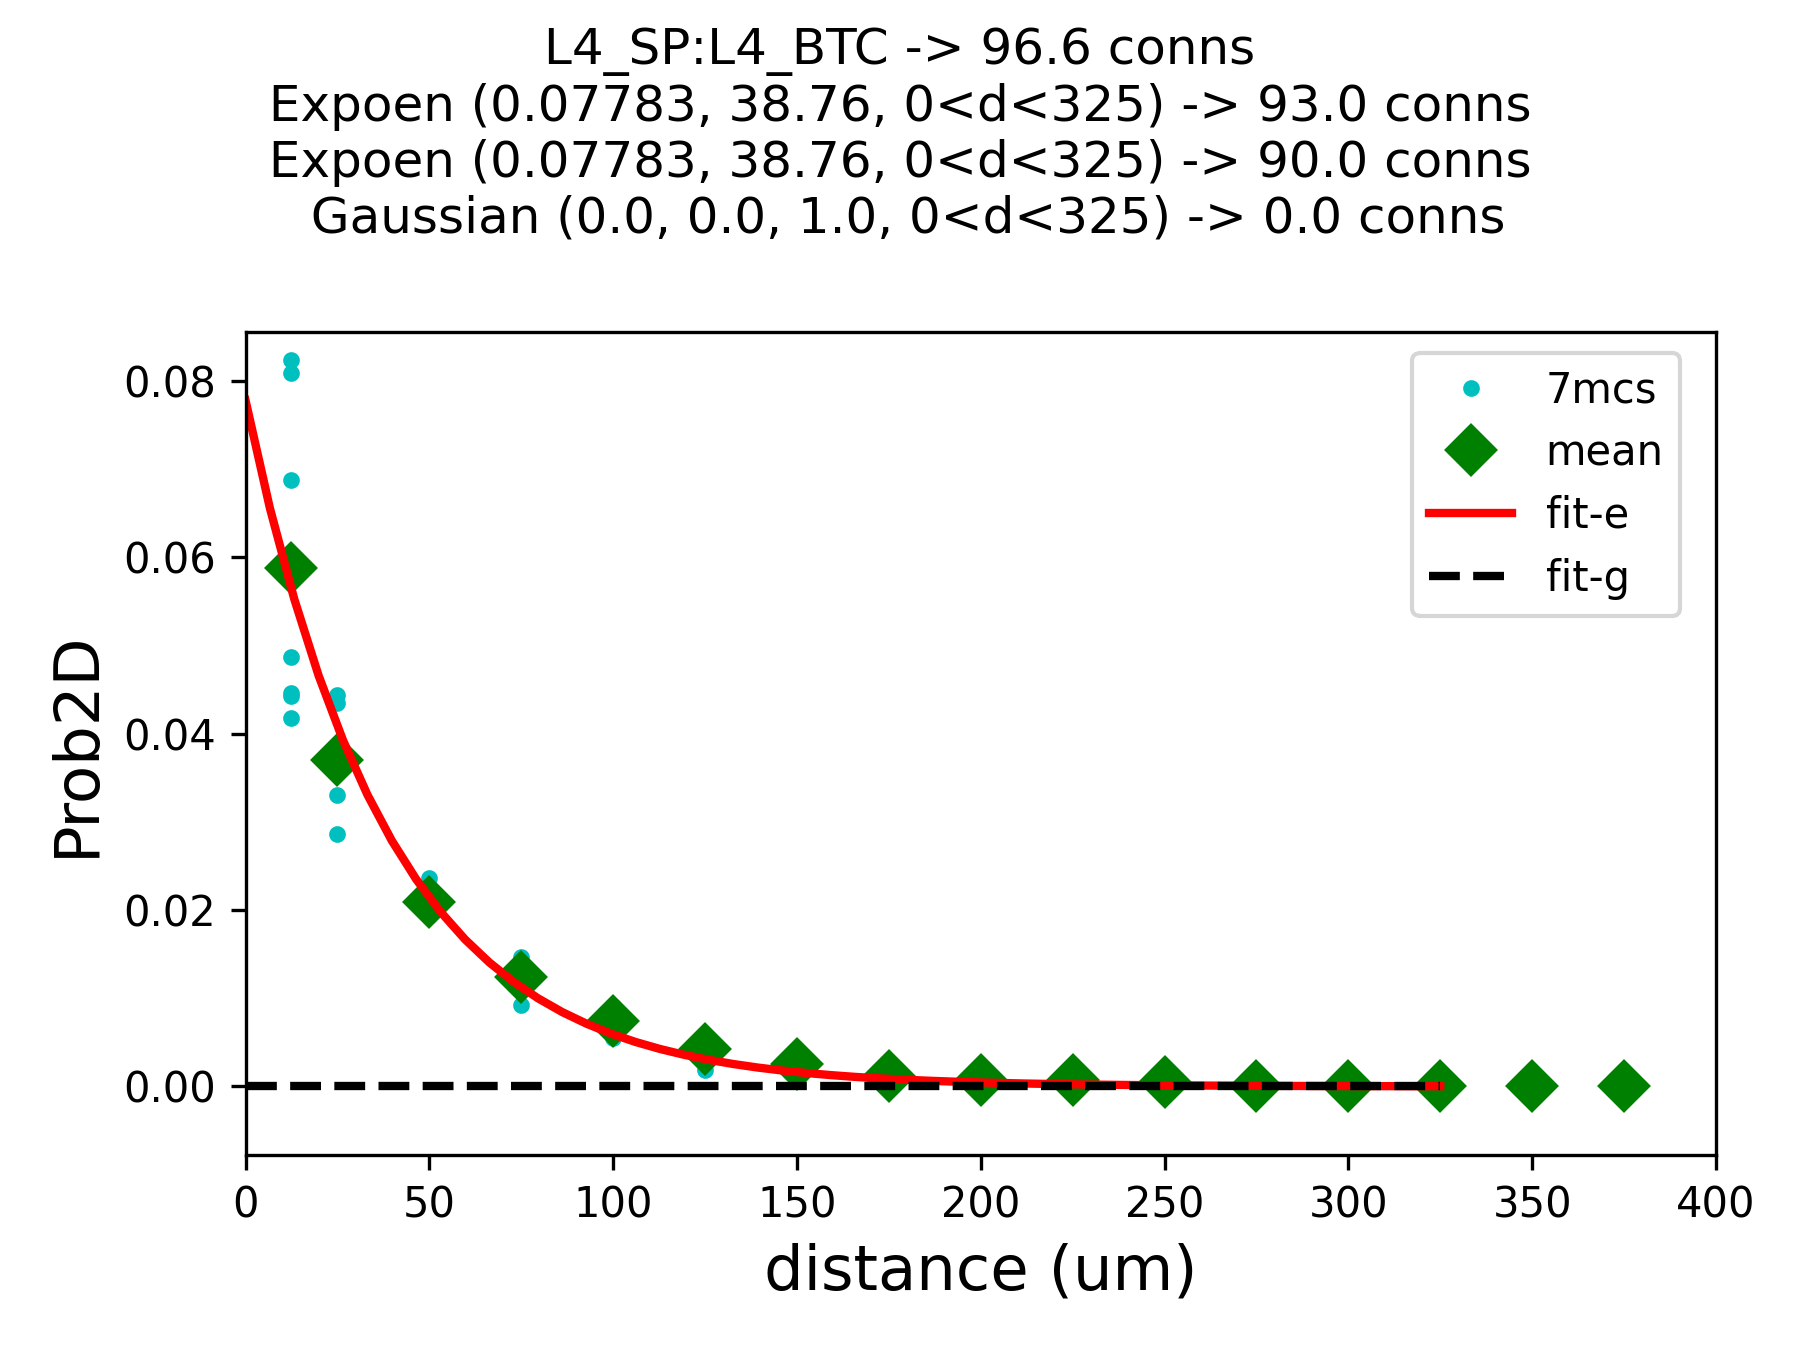 L4_SP:L4_BTC -> 96.6 conns
Expoen (0.07783, 38.76, 0<d<325) -> 93.0 conns
Expoen (0.07783, 38.76, 0<d<325) -> 90.0 conns
Gaussian (0.0, 0.0, 1.0, 0<d<325) -> 0.0 conns
7mcs
mean
fit-e
fit-g
Prob2D
0.08
0.06
0.04
0.02
0.00
0 50 100 150 200 250 300 350 400
distance (um)